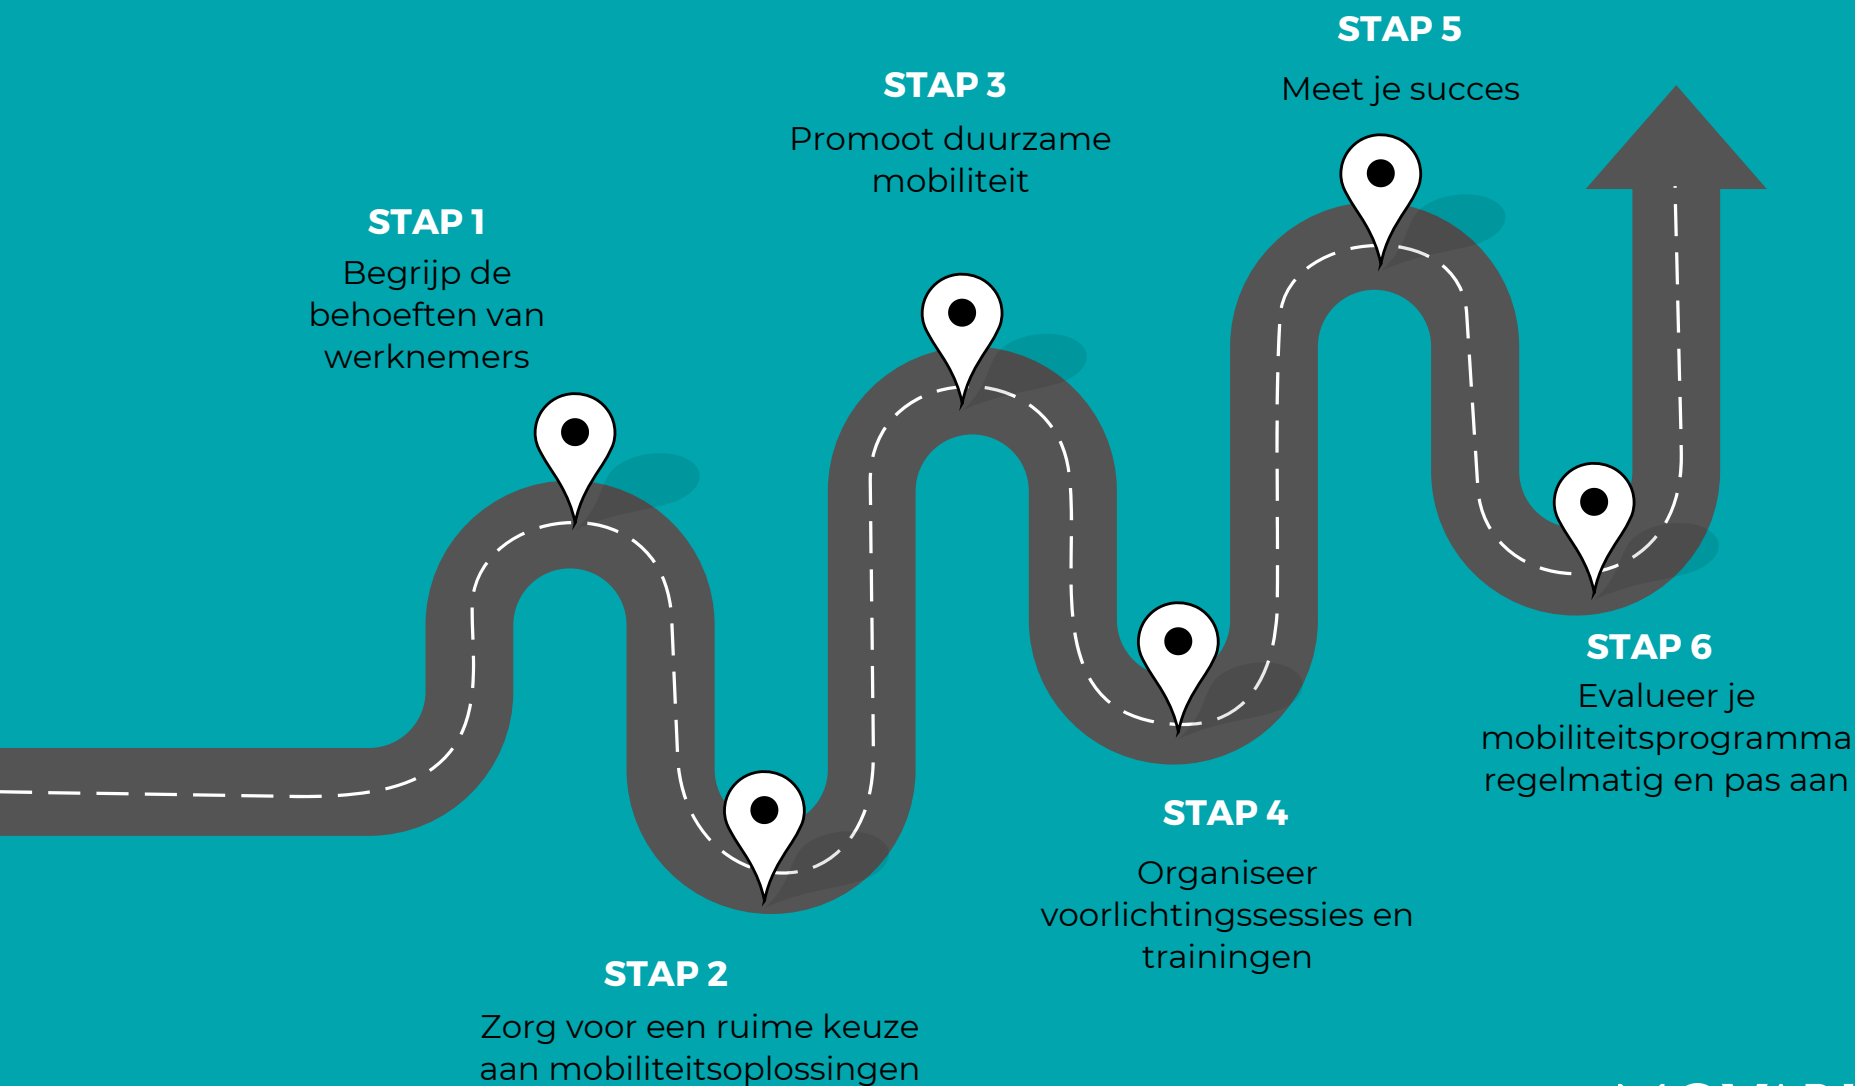 STAP 1
Begrijp de
behoeften van
werknemers
STAP 2
Zorg voor een ruime keuze
aan mobiliteitsoplossingen
STAP 3
Promoot duurzame
mobiliteit
STAP 4
Organiseer
voorlichtingssessies en
trainingen
STAP 5
Meet je succes
STAP 6
Evalueer je
mobiliteitsprogramma
regelmatig en pas aan